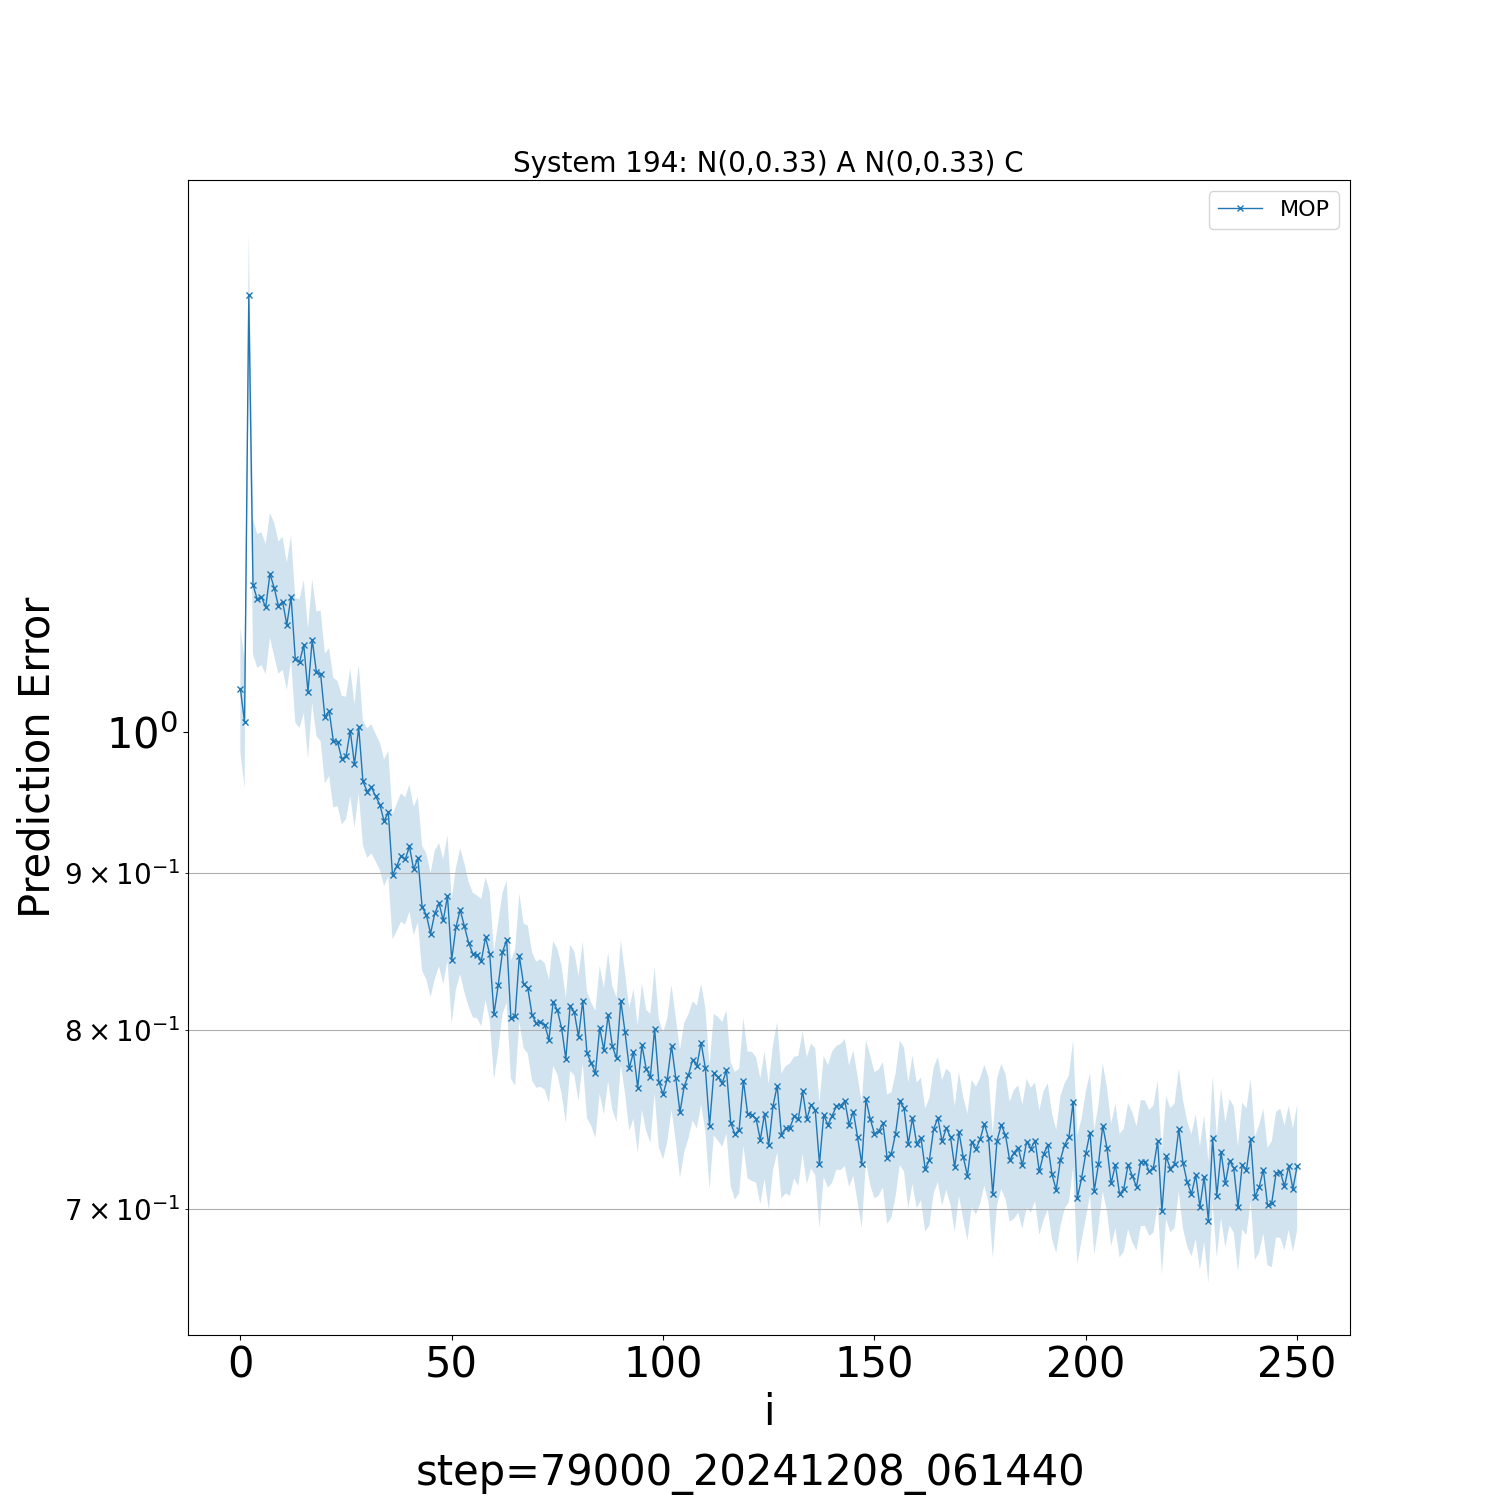 System 194: N(0,0.33) A N(0,0.33) C
MOP
Prediction Error
10⁰
9 × 10⁻¹
8 × 10⁻¹
7 × 10⁻¹
0 50 100 150 200 250
i
step=79000_20241208_061440